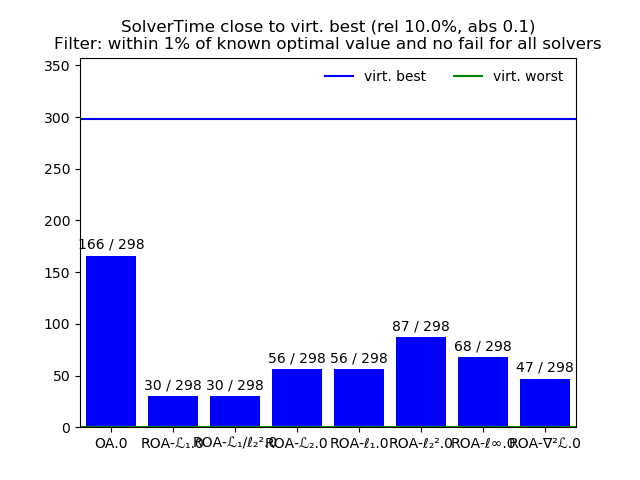 SolverTime close to virt. best (rel 10.0%, abs 0.1)
Filter: within 1% of known optimal value and no fail for all solvers
350
virt. best virt. worst
300
250
200
166 / 298
150
100
87 / 298
68 / 298
56 / 298 56 / 298
50
47 / 298
30 / 298 30 / 298
0
OA.0 ROA-ℒ₁.0 ROA-ℒ₁/ℓ₂².0 ROA-ℒ₂.0 ROA-ℓ₁.0 ROA-ℓ₂².0 ROA-ℓ∞.0 ROA-∇²ℒ.0